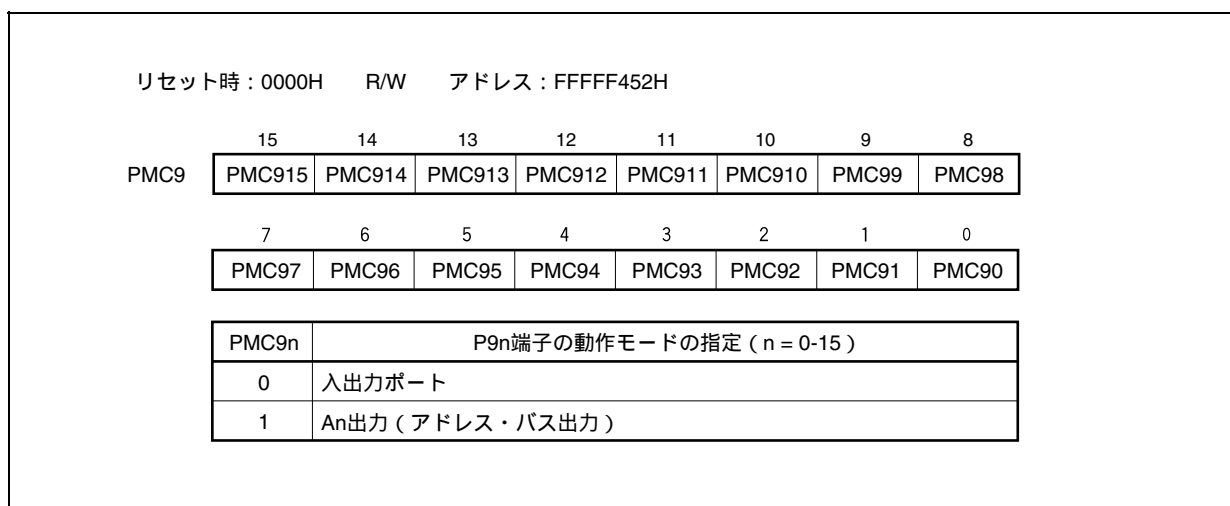 リセット時：0000H R/W アドレス：FFFFF452H
15 14 13 12 11 10 9 8
PMC9 PMC915 PMC914 PMC913 PMC912 PMC911 PMC910 PMC99 PMC98
7 6 5 4 3 2 1 0
PMC97 PMC96 PMC95 PMC94 PMC93 PMC92 PMC91 PMC90
PMC9n P9n端子の動作モードの指定（n = 0-15）
0 入出力ポート
1 An出力（アドレス・バス出力）